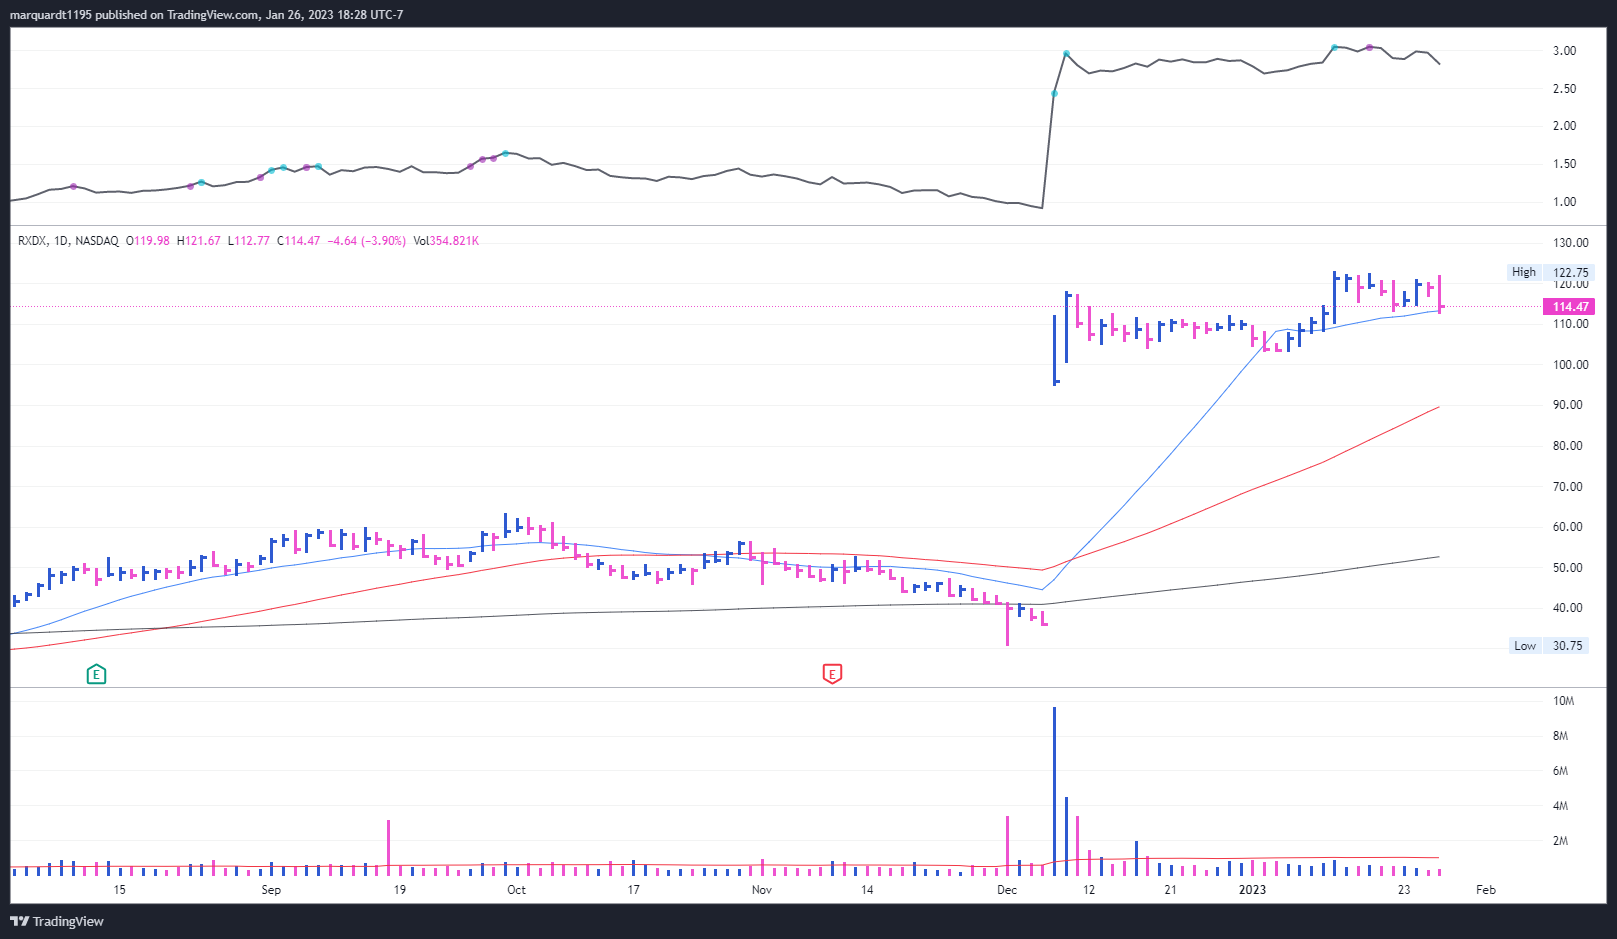 marquardt1195 published on TradingView.com, Jan 26, 2023 18:28 UTC-7
3.00
2.50
2.00
1.50
1.00
RXDX, 1D, NASDAQ O119.98 H121.67 L112.77 C114.47 −4.64 (−3.90%) Vol354.821K
130.00
High 122.75
120.00
114.47
110.00
100.00
90.00
80.00
70.00
60.00
50.00
40.00
Low 30.75
E E
10M
8M
6M
4M
2M
15 Sep 19 Oct 17 Nov 14 Dec 12 21 2023 23 Feb
TradingView